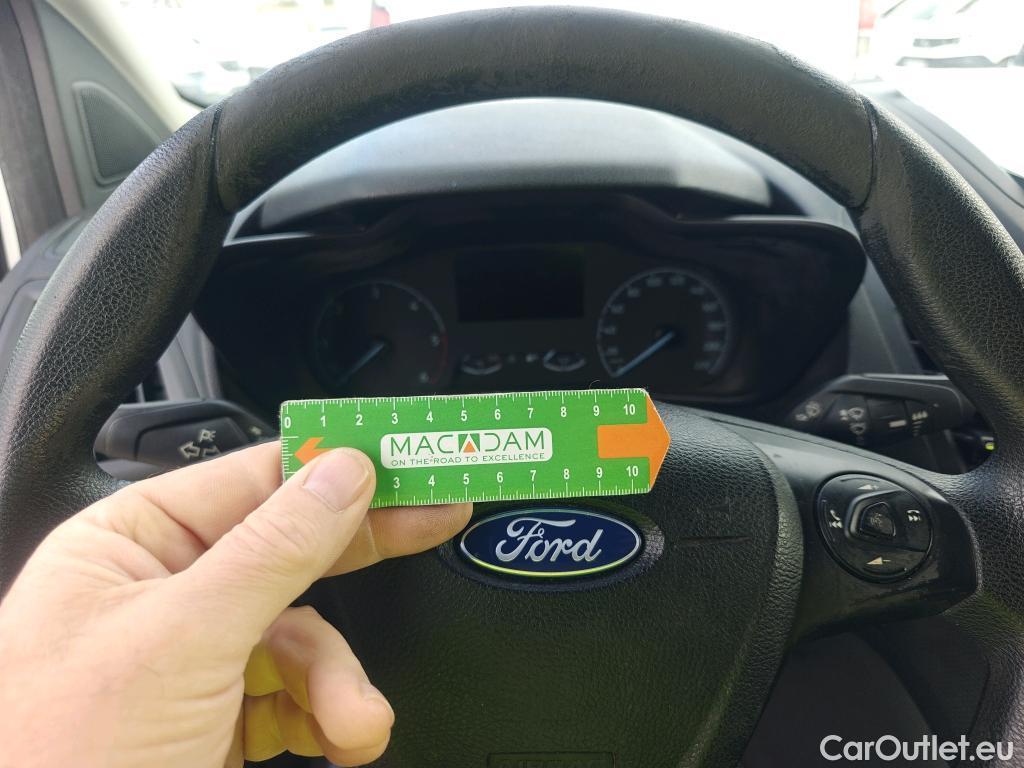 0 1 2 3 4 5 6 7 8 9 10
MACADAM
ON THE ROAD TO EXCELLENCE
3 4 5 6 7 8 9 10
Ford
CarOutlet.eu